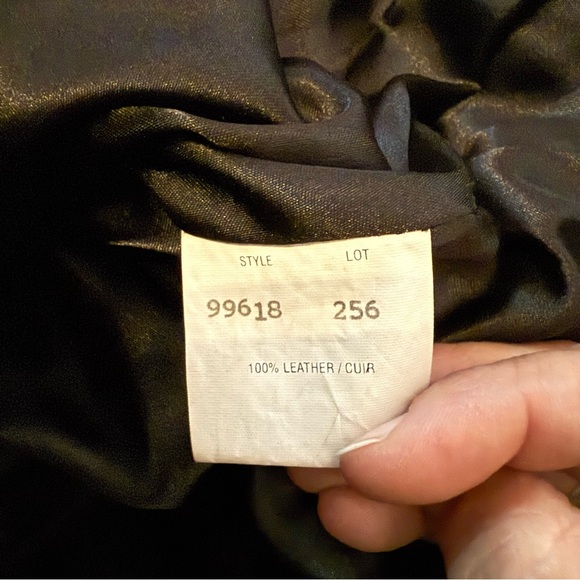 STYLE LOT
99618 256
100% LEATHER / CUIR